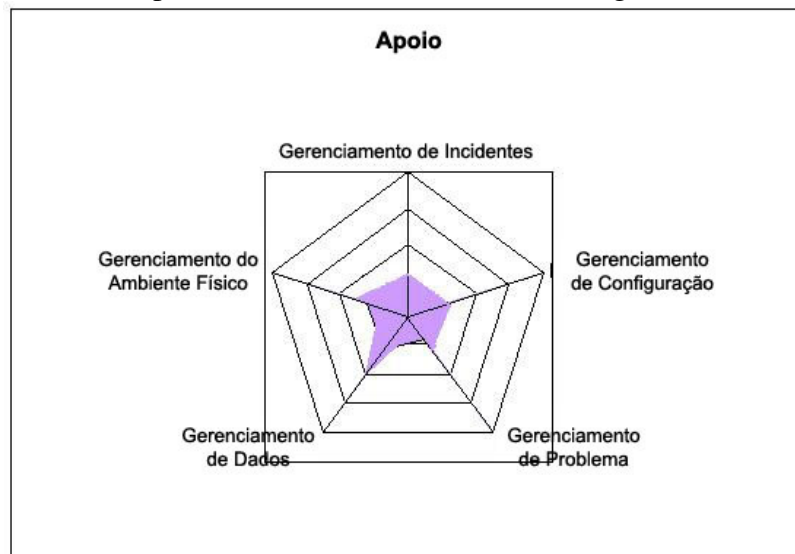 Apoio
Gerenciamento de Incidentes
Gerenciamento do
Ambiente Físico
Gerenciamento
de Configuração
Gerenciamento
de Dados
Gerenciamento
de Problema